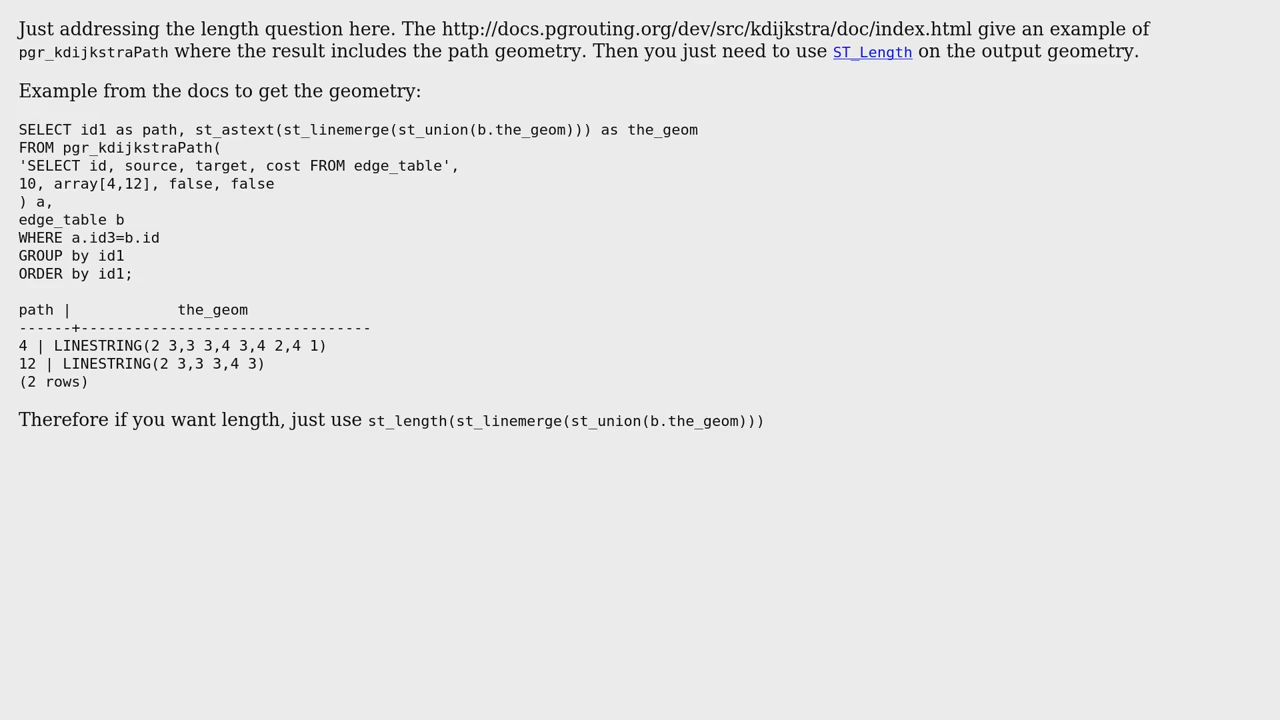 Just addressing the length question here. The http://docs.pgrouting.org/dev/src/kdijkstra/doc/index.html give an example of
pgr_kdijkstraPath where the result includes the path geometry. Then you just need to use ST_Length on the output geometry.
Example from the docs to get the geometry:
SELECT id1 as path, st_astext(st_linemerge(st_union(b.the_geom))) as the_geom
FROM pgr_kdijkstraPath(
'SELECT id, source, target, cost FROM edge_table',
10, array[4,12], false, false
) a,
edge_table b
WHERE a.id3=b.id
GROUP by id1
ORDER by id1;
path |            the_geom
------+---------------------------------
4 | LINESTRING(2 3,3 3,4 3,4 2,4 1)
12 | LINESTRING(2 3,3 3,4 3)
(2 rows)
Therefore if you want length, just use st_length(st_linemerge(st_union(b.the_geom)))